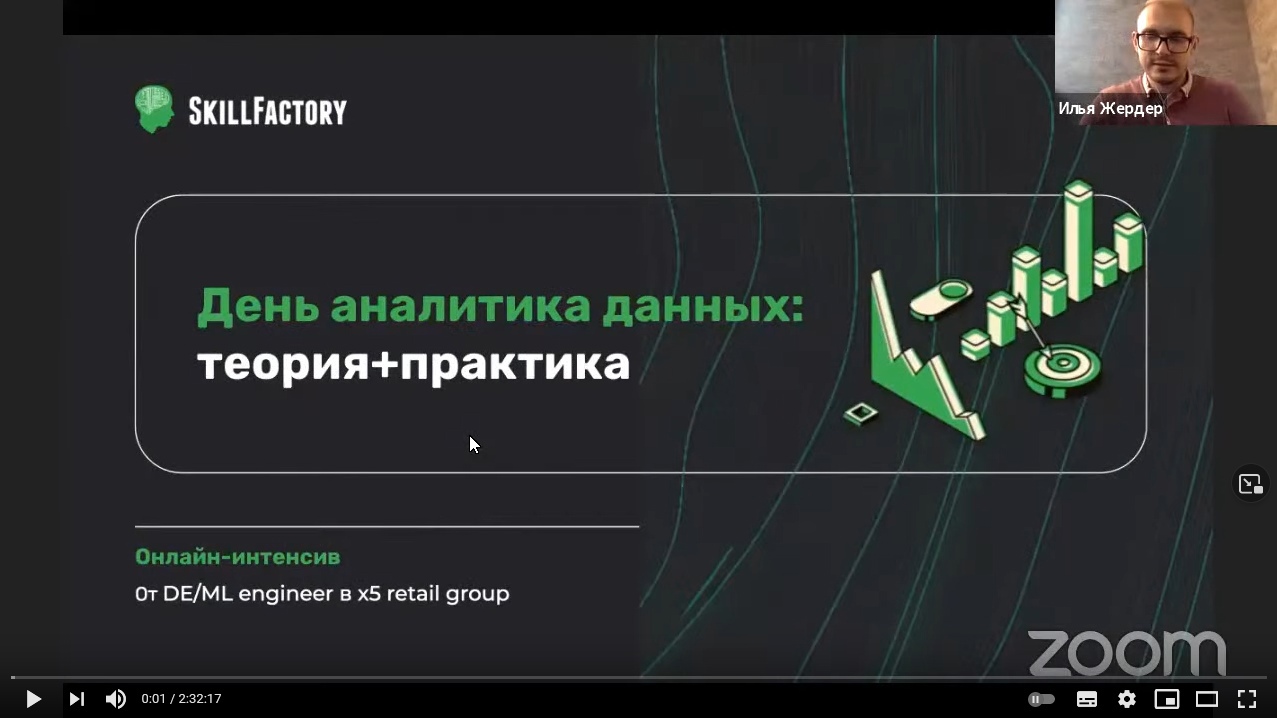 SKILLFACTORY
Илья Жердер
День аналитика данных:
теория+практика
Онлайн-интенсив
От DE/ML engineer в x5 retail group
zoom
0:01 / 2:32:17